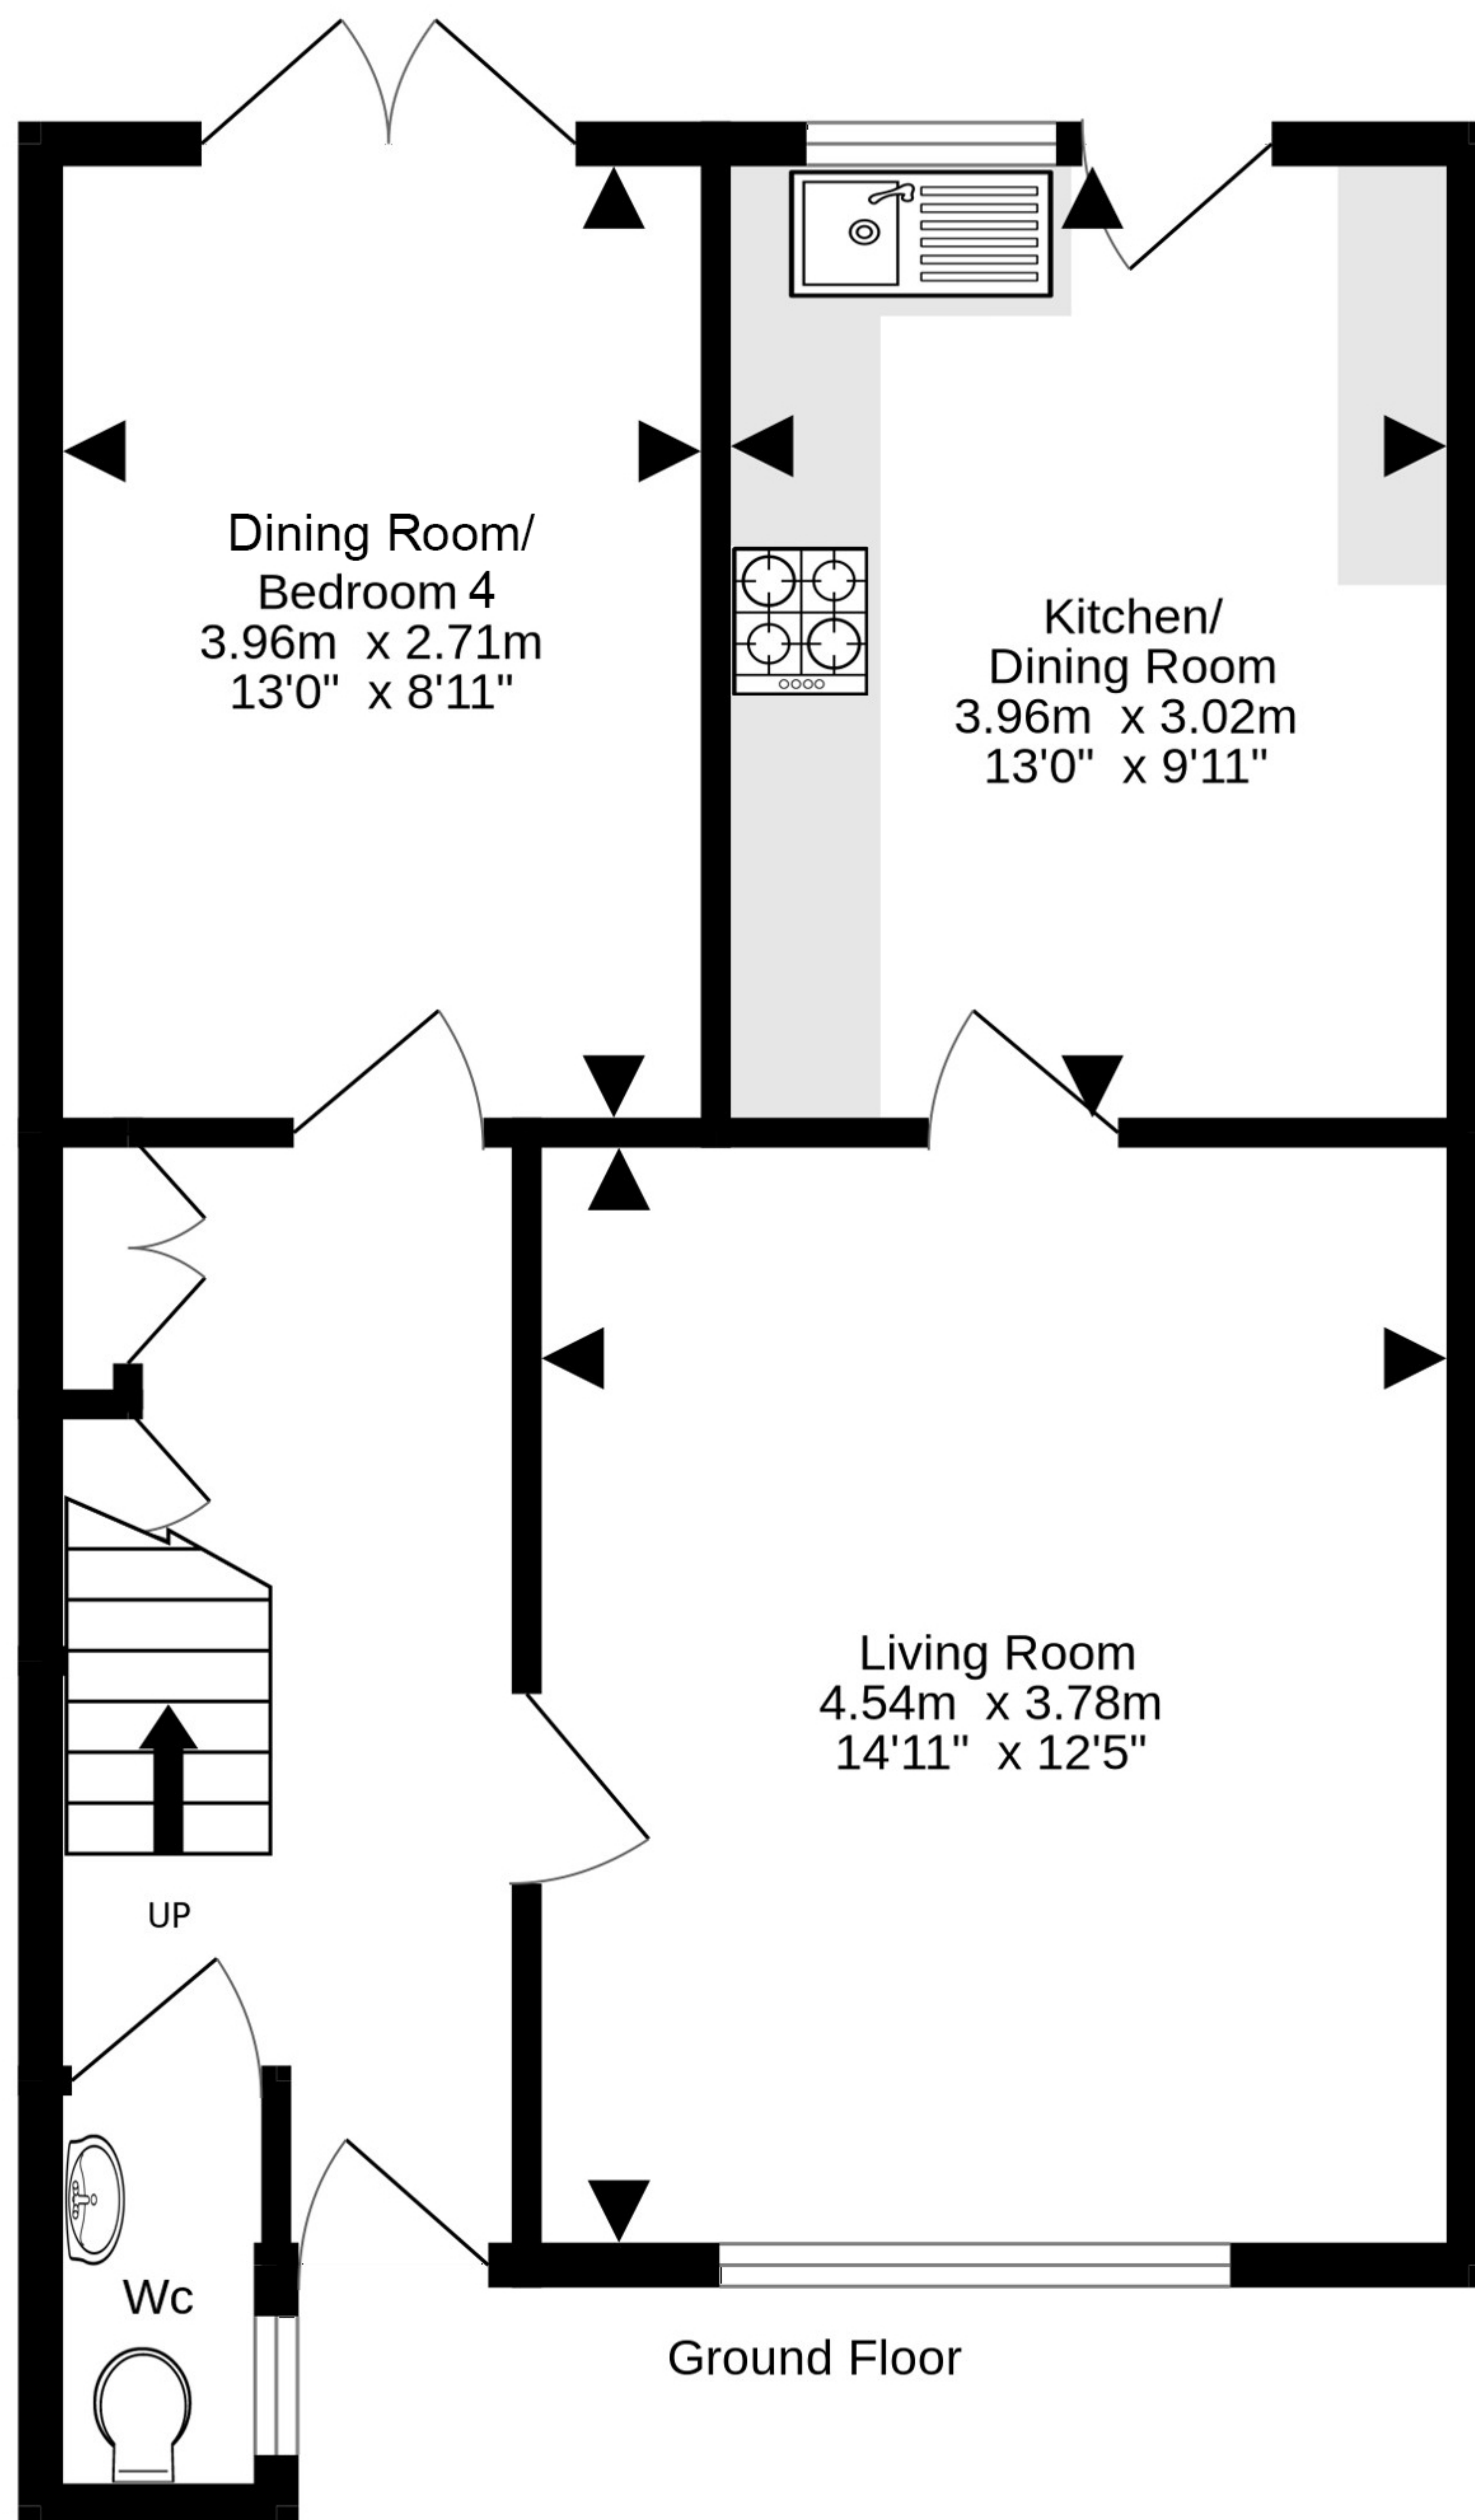 Dining Room/
Bedroom 4
3.96m x 2.71m
13'0" x 8'11"
Kitchen/
Dining Room
3.96m x 3.02m
13'0" x 9'11"
Living Room
4.54m x 3.78m
14'11" x 12'5"
UP
Wc
Ground Floor